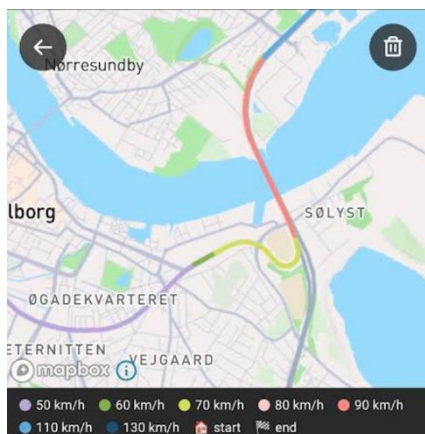 Nørresundby
lborg
SØLYST
ØGADEKVARTERET
ETERNITTEN
VEJGAARD
mapbox
50 km/h 60 km/h 70 km/h 80 km/h 90 km/h
110 km/h 130 km/h start end